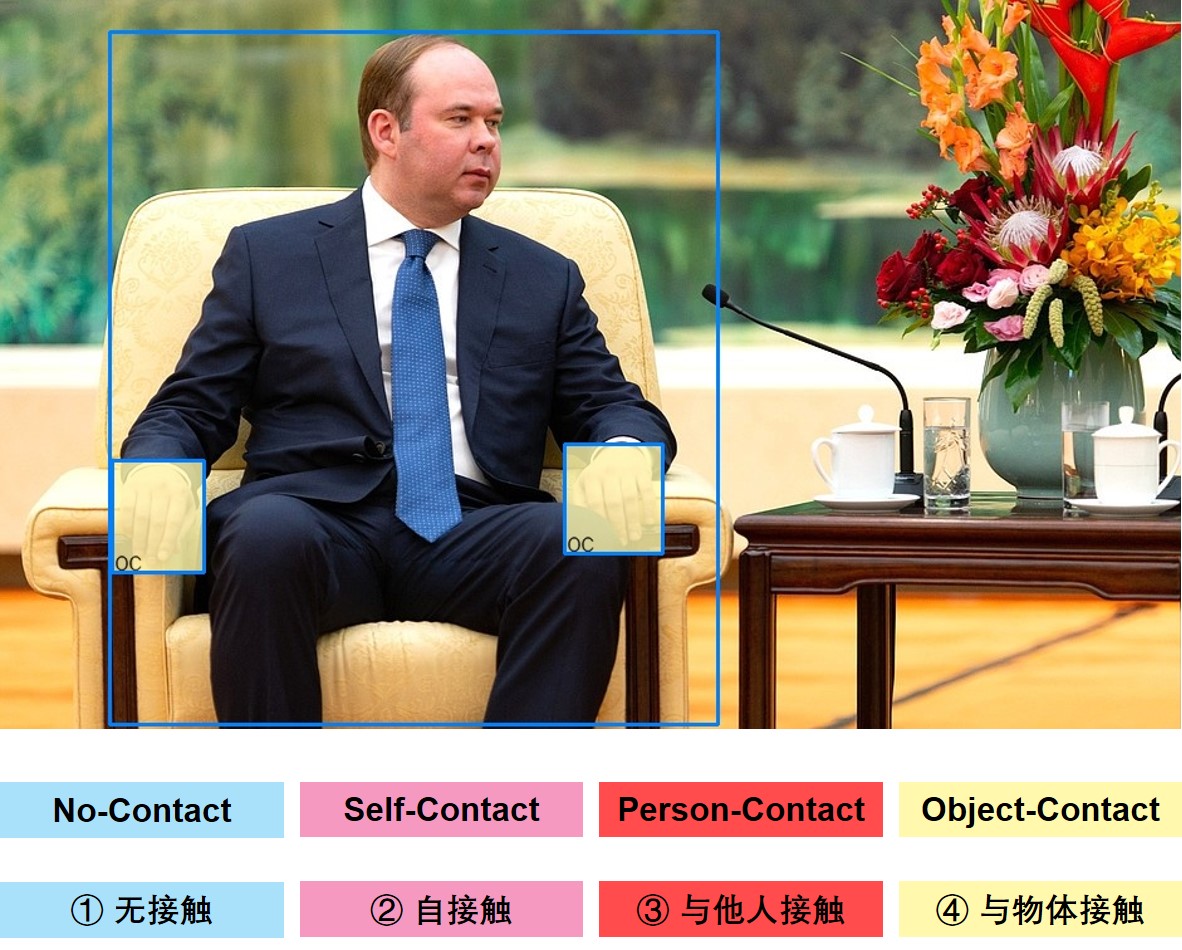 OC
OC
No-Contact
Self-Contact
Person-Contact
Object-Contact
① 无接触
② 自接触
③ 与他人接触
④ 与物体接触